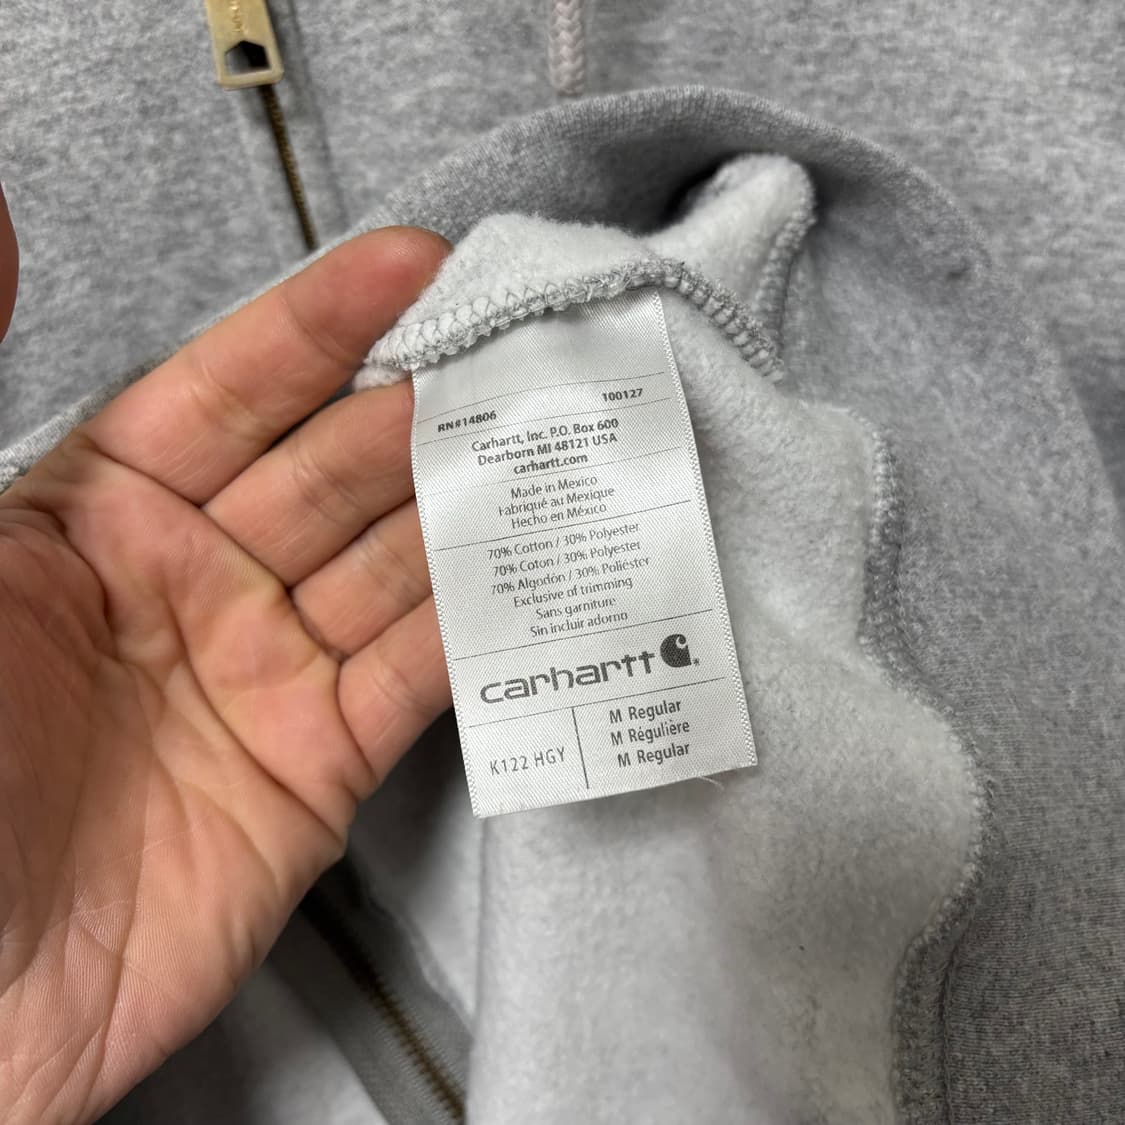 RN#14806 100127
Carhartt, Inc. P.O. Box 600
Dearborn MI 48121 USA
carhartt.com
Made in Mexico
Fabriqué au Mexique
Hecho en México
70% Cotton / 30% Polyester
70% Coton / 30% Polyester
70% Algodón / 30% Poliéster
Exclusive of trimming
Sans garniture
Sin incluir adorno
carhartt
K122 HGY
M Regular
M Régulière
M Regular